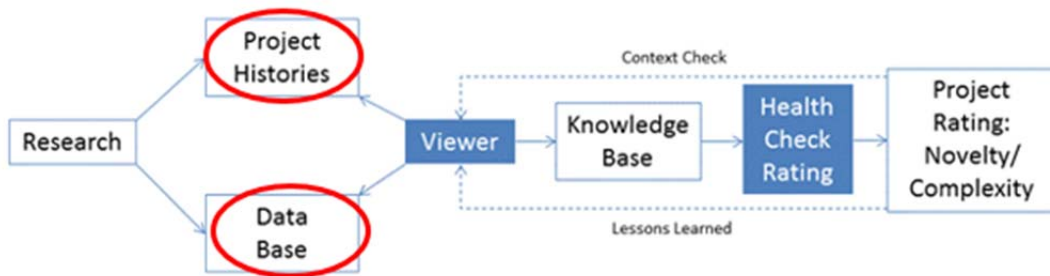 Project
Histories
Research
Data
Base
Viewer
Context Check
Knowledge
Base
Health
Check
Rating
Project
Rating:
Novelty/
Complexity
Lessons Learned